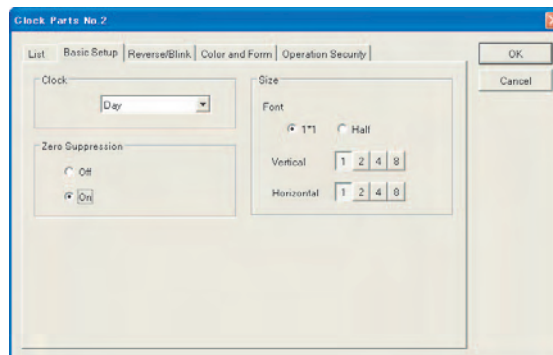 Clock Parts No.2
List Basic Setup Reverse/Blink Color and Form Operation Security
OK
Cancel
Clock
Day
Zero Suppression
Off
On
Size
Font
1*1 Half
Vertical 1 2 4 8
Horizontal 1 2 4 8